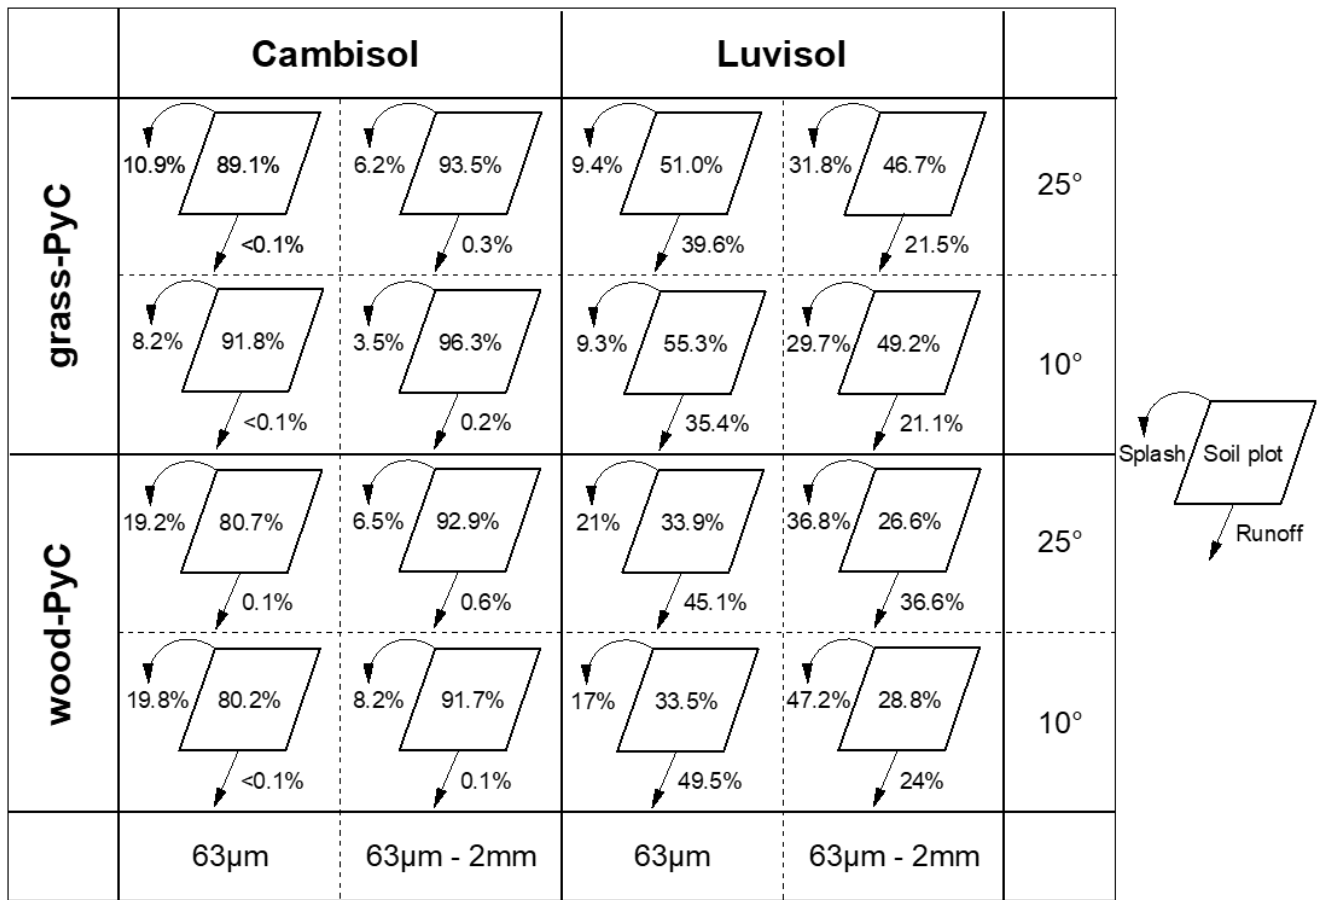 Cambisol Luvisol
grass-PyC
10.9% 89.1% 6.2% 93.5% 9.4% 51.0% 31.8% 46.7% 25°
<0.1% 0.3% 39.6% 21.5%
8.2% 91.8% 3.5% 96.3% 9.3% 55.3% 29.7% 49.2% 10°
<0.1% 0.2% 35.4% 21.1%
wood-PyC
19.2% 80.7% 6.5% 92.9% 21% 33.9% 36.8% 26.6% 25°
0.1% 0.6% 45.1% 36.6%
19.8% 80.2% 8.2% 91.7% 17% 33.5% 47.2% 28.8% 10°
<0.1% 0.1% 49.5% 24%
63µm 63µm - 2mm 63µm 63µm - 2mm
Splash Soil plot
Runoff